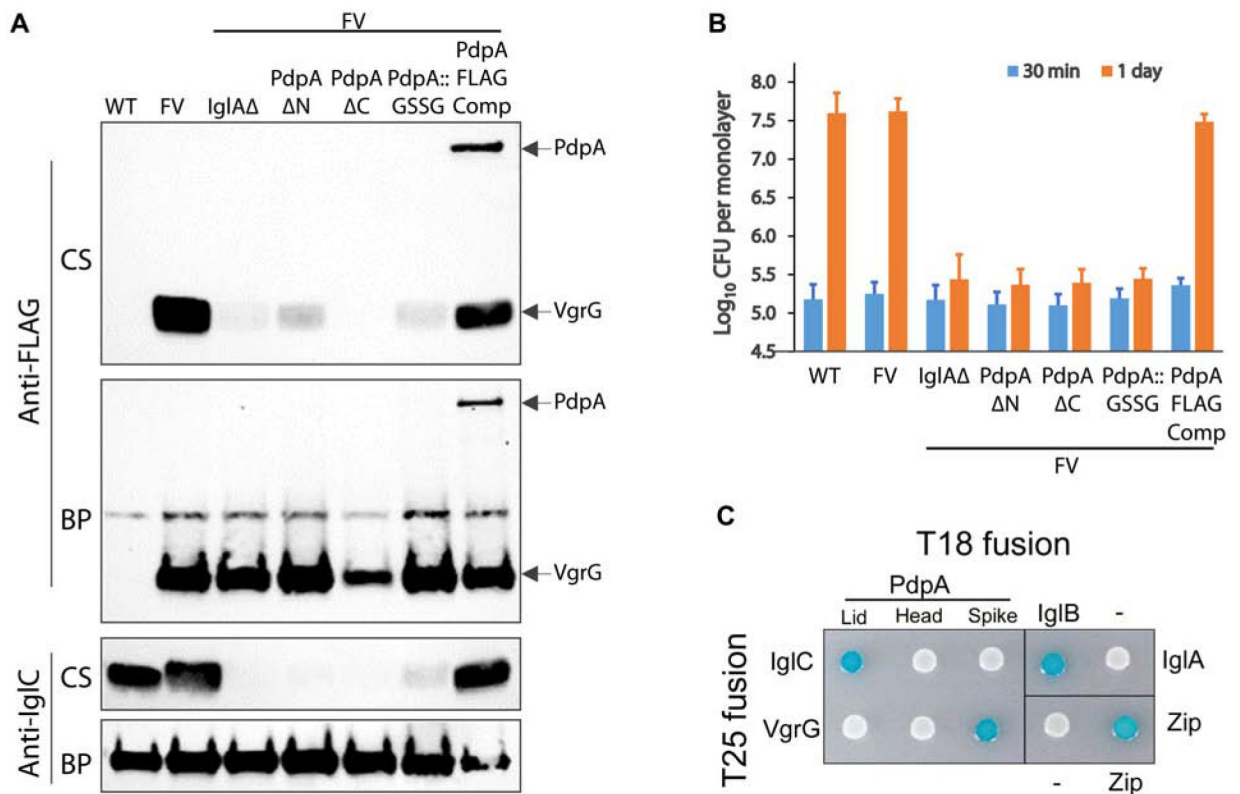 A
FV
WT
FV
IglAΔ
PdpA
ΔN
PdpA
ΔC
PdpA::
GSSG
PdpA
FLAG
Comp
Anti-FLAG
CS
PdpA
VgrG
BP
PdpA
VgrG
Anti-IglC
CS
BP
B
30 min
1 day
Log10 CFU per monolayer
8.0
7.5
7.0
6.5
6.0
5.5
5.0
4.5
WT
FV
IglAΔ
PdpA
ΔN
PdpA
ΔC
PdpA::
GSSG
PdpA
FLAG
Comp
FV
C
T18 fusion
PdpA
Lid Head Spike
IglB -
T25 fusion
IglC
IglA
VgrG
Zip
- Zip